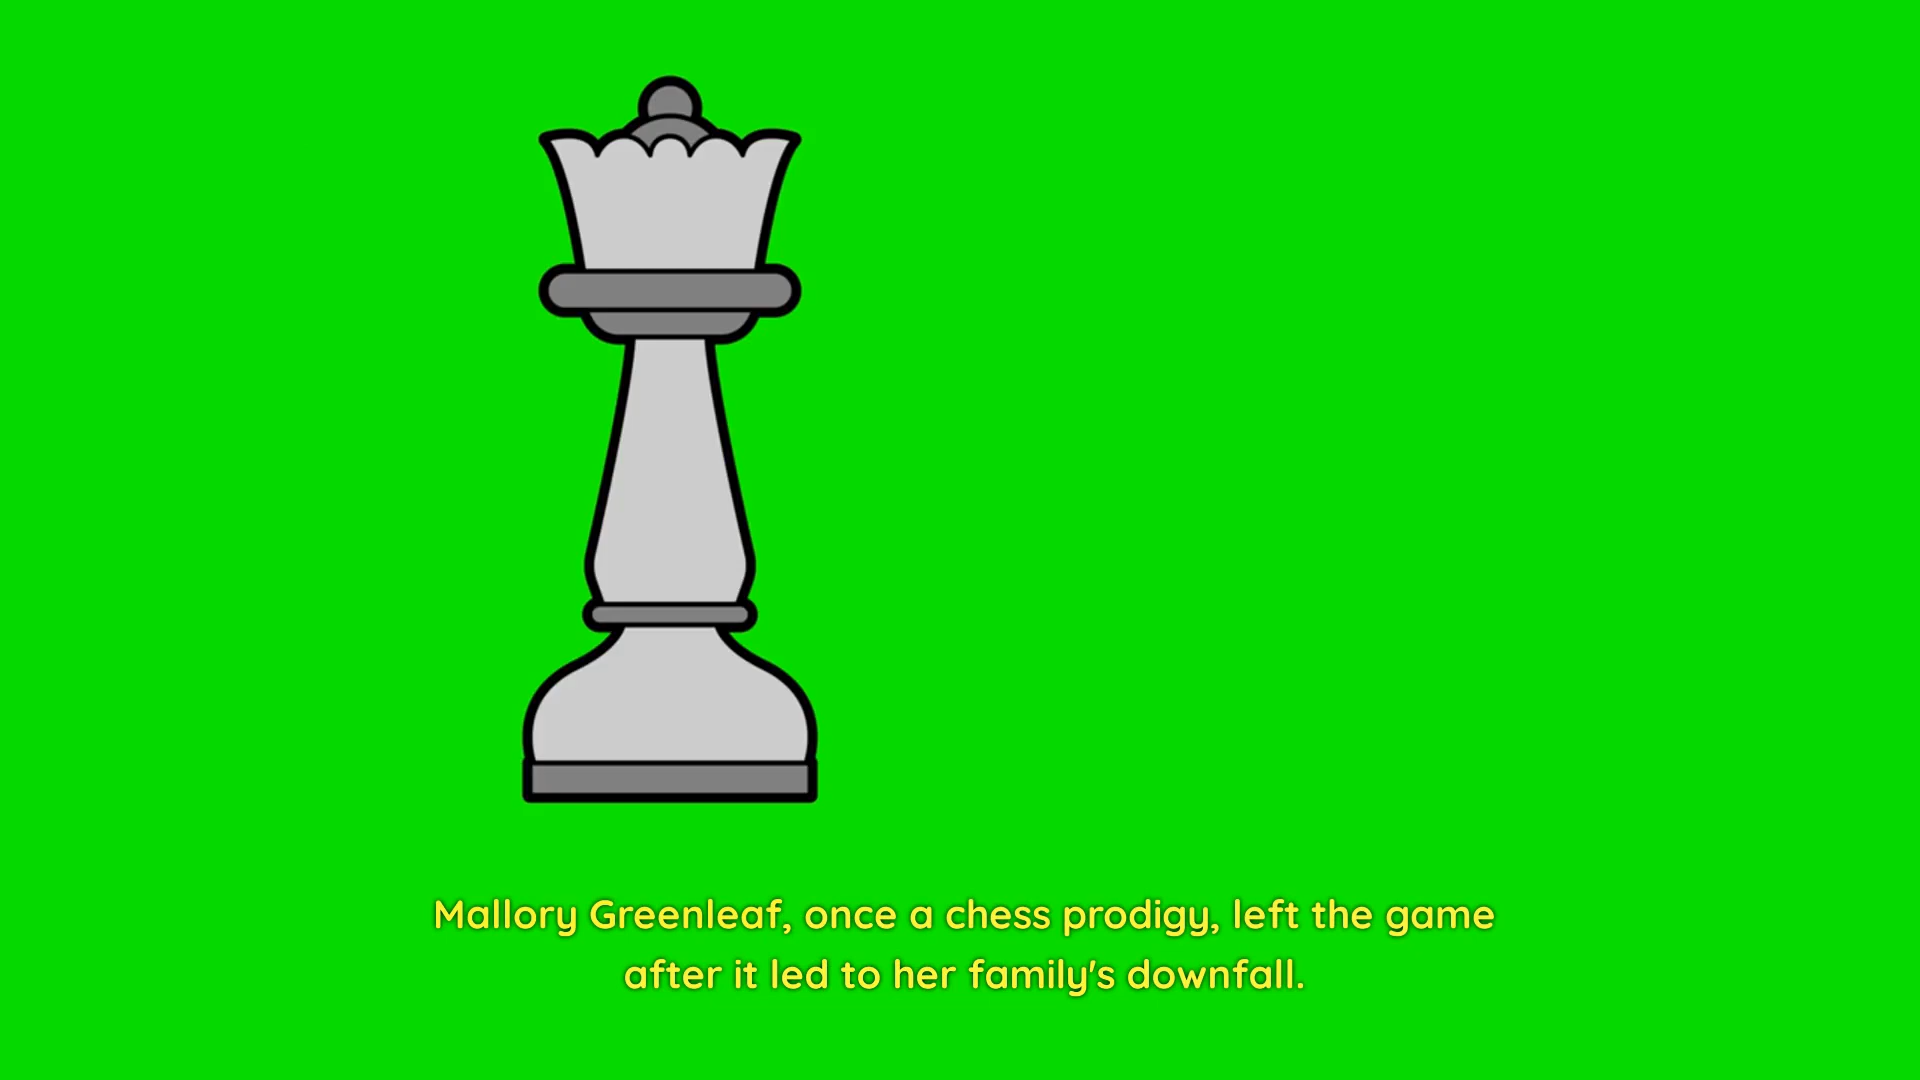 Mallory Greenleaf, once a chess prodigy, left the game
after it led to her family's downfall.